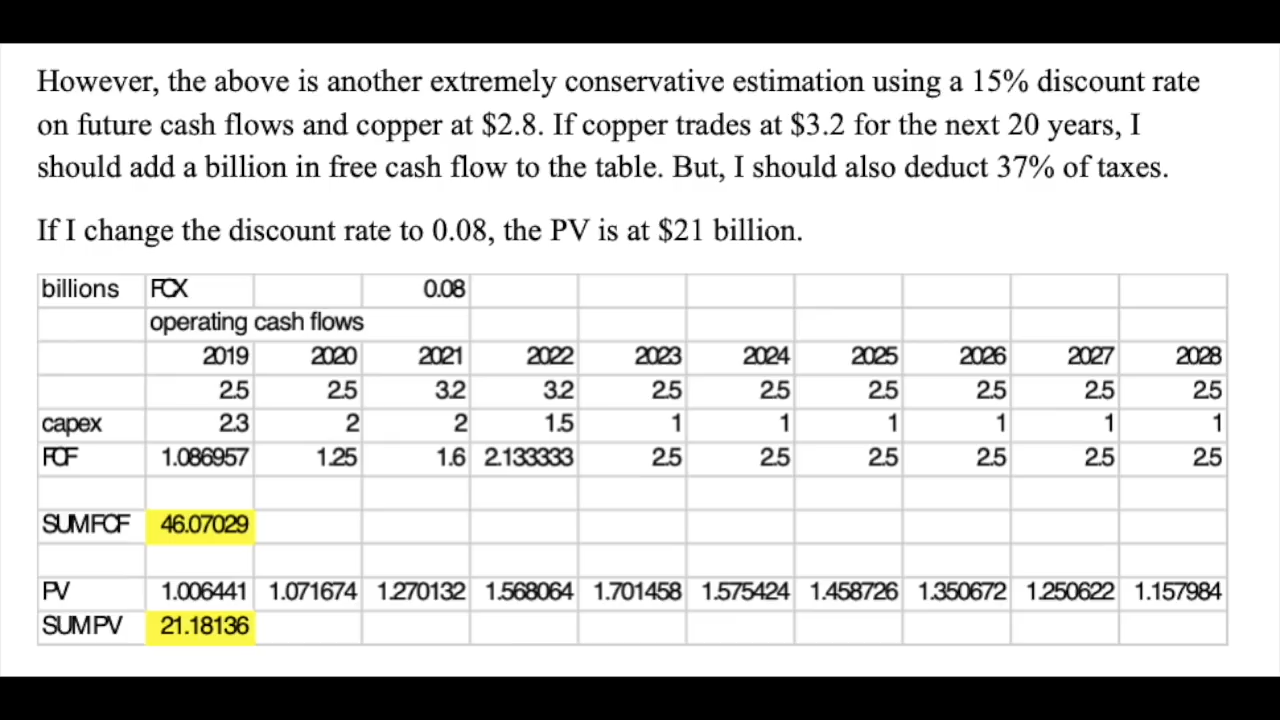 However, the above is another extremely conservative estimation using a 15% discount rate
on future cash flows and copper at $2.8. If copper trades at $3.2 for the next 20 years, I
should add a billion in free cash flow to the table. But, I should also deduct 37% of taxes.
If I change the discount rate to 0.08, the PV is at $21 billion.
billions FCX 0.08
operating cash flows
2019 2020 2021 2022 2023 2024 2025 2026 2027 2028
2.5 2.5 3.2 3.2 2.5 2.5 2.5 2.5 2.5 2.5
capex 2.3 2 2 1.5 1 1 1 1 1 1
FCF 1.086957 1.25 1.6 2.133333 2.5 2.5 2.5 2.5 2.5 2.5
SUM FCF 46.07029
PV 1.006441 1.071674 1.270132 1.568064 1.701458 1.575424 1.458726 1.350672 1.250622 1.157984
SUM PV 21.18136